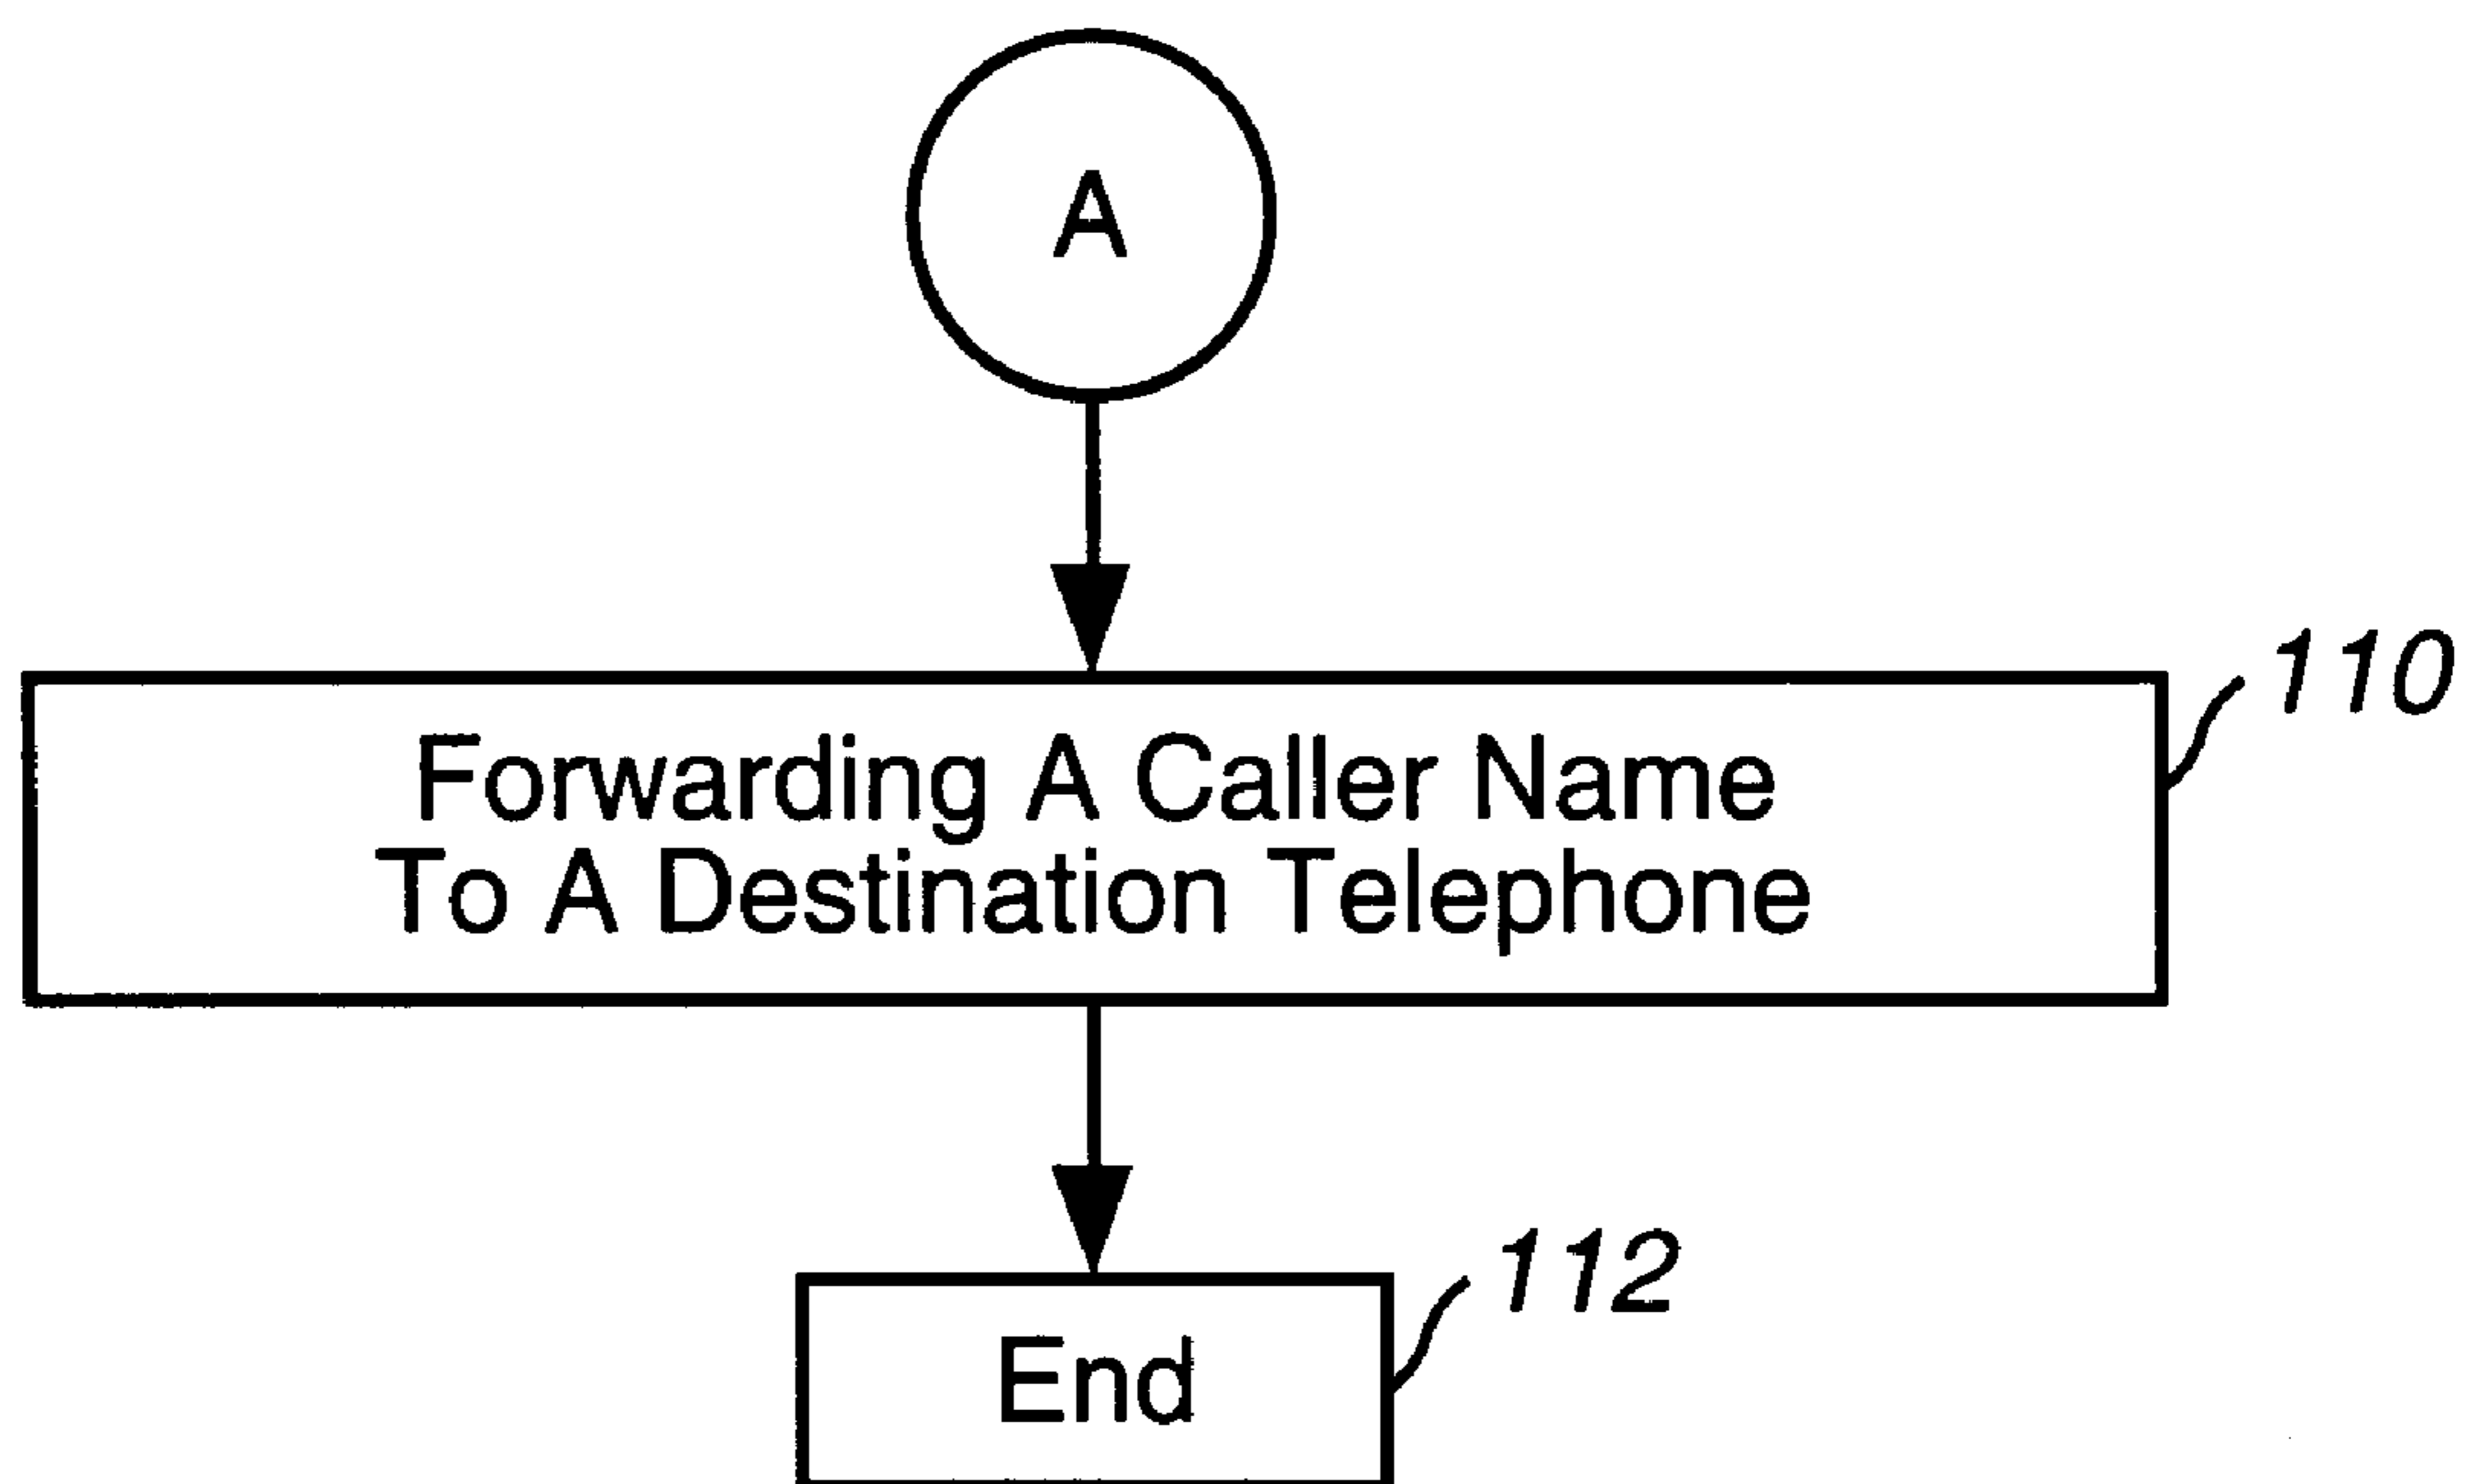 A
110
Forwarding A Caller Name
To A Destination Telephone
112
End